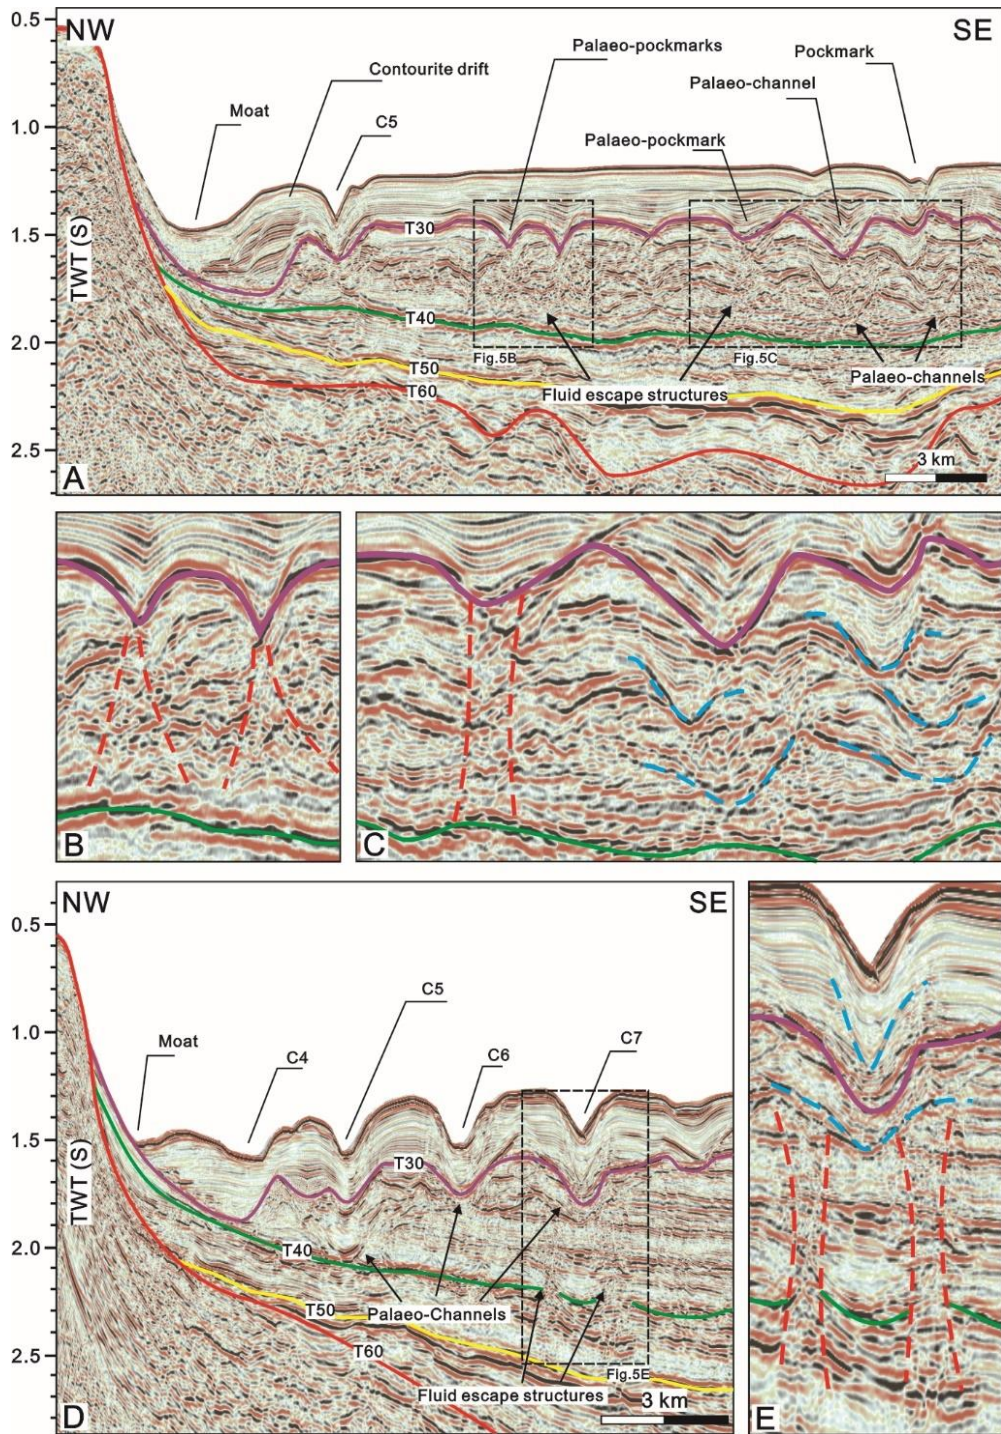 NW
SE
0.5
Palaeo-pockmarks
Pockmark
Contourite drift
Palaeo-channel
Moat
C5
Palaeo-pockmark
1.0
T30
1.5
TWT (S)
T40
2.0
Fig.5B
Fig.5C
T50
Palaeo-channels
T60
Fluid escape structures
2.5
3 km
A
B
C
NW
SE
0.5
C5
1.0
Moat
C4
C6
C7
1.5
TWT (S)
T30
2.0
T40
T50
Palaeo-Channels
T60
2.5
Fig.5E
Fluid escape structures
3 km
D
E